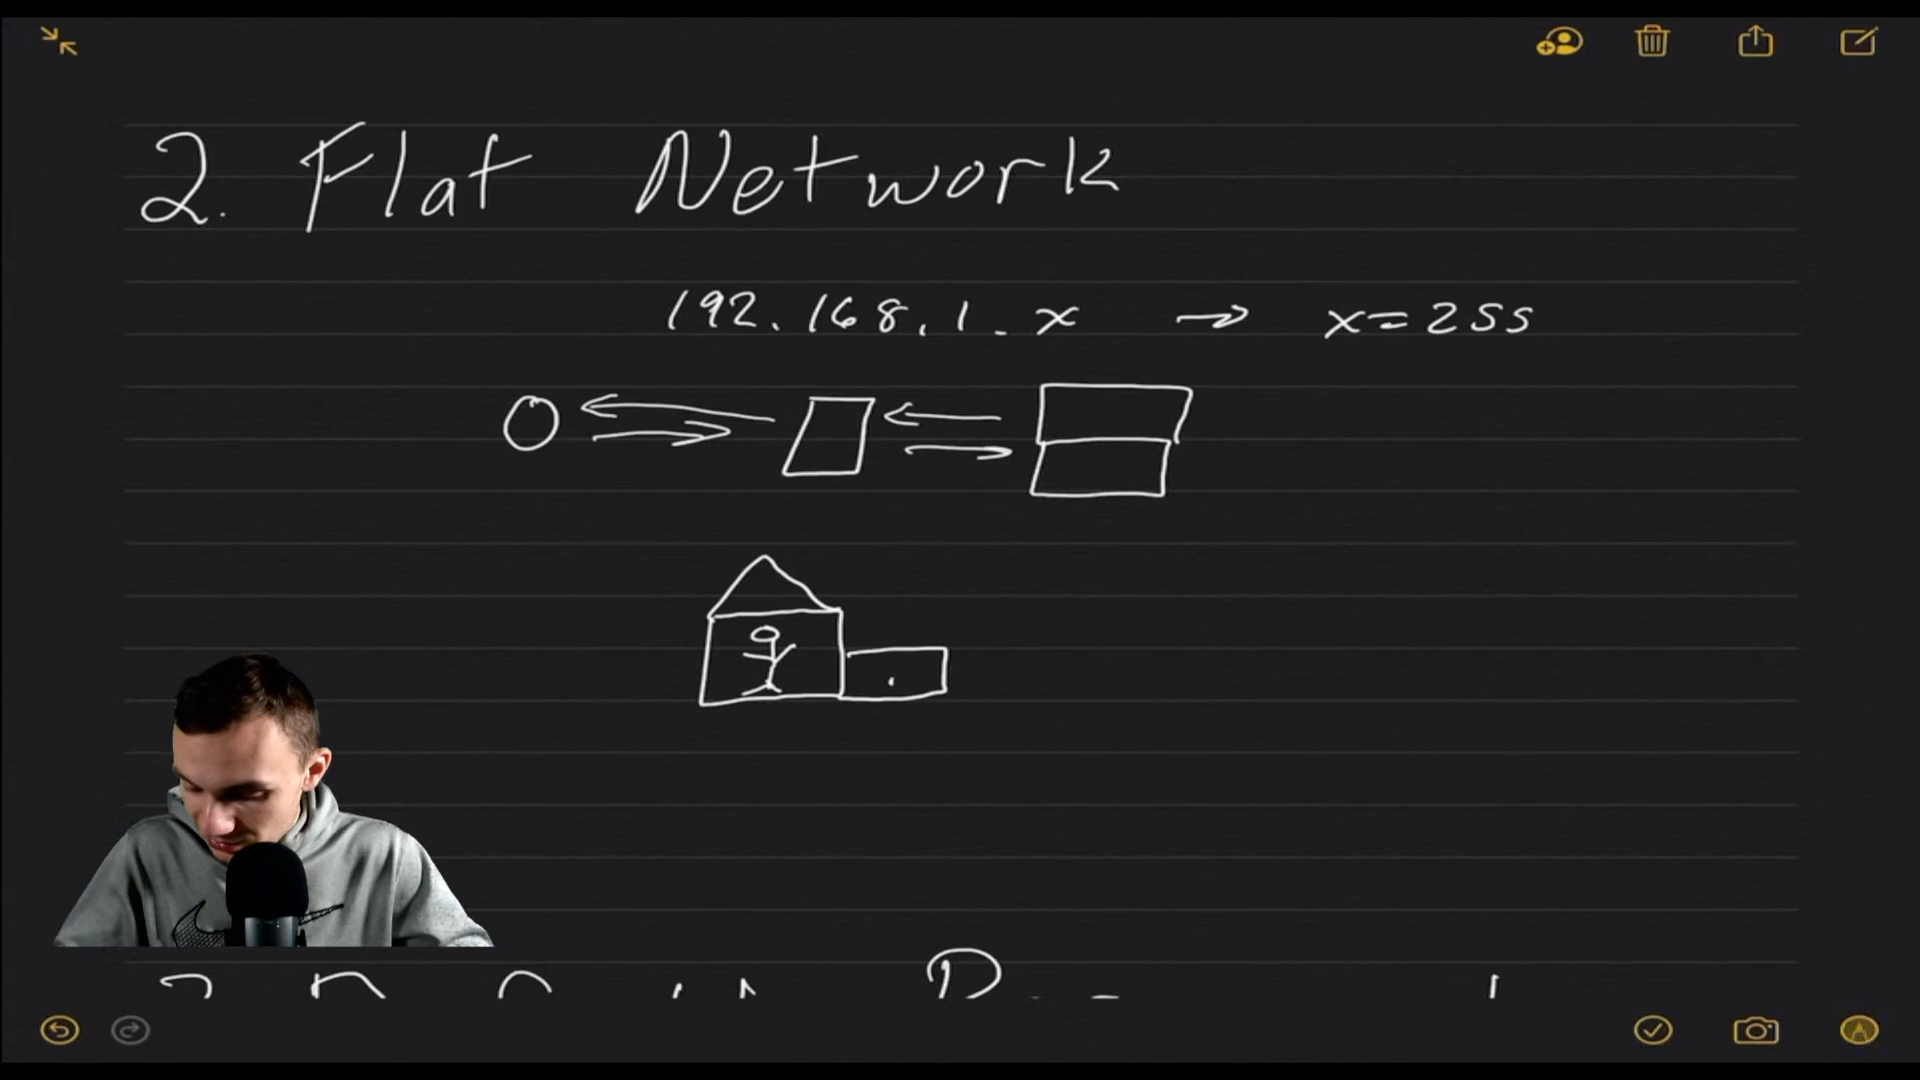 2. Flat Network
192.168.1.x → x=255